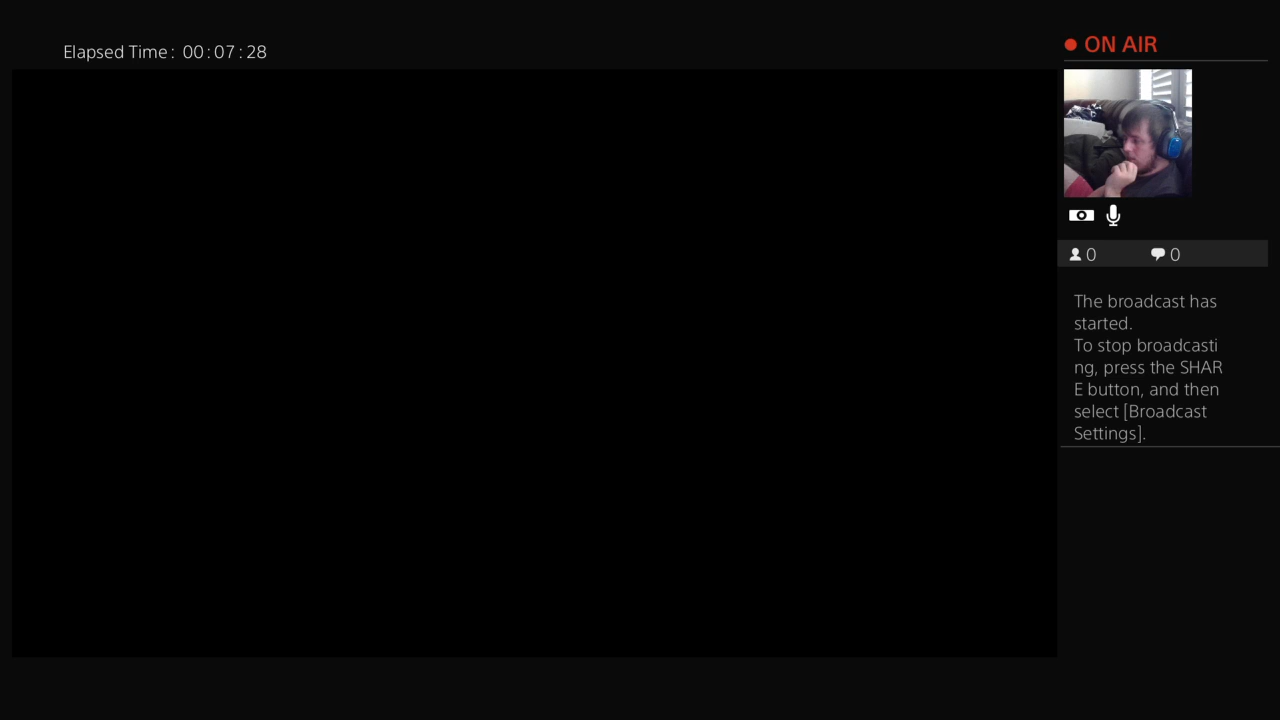 Elapsed Time: 00:07:28
ON AIR
0 0
The broadcast has
started.
To stop broadcasti
ng, press the SHAR
E button, and then
select [Broadcast
Settings].